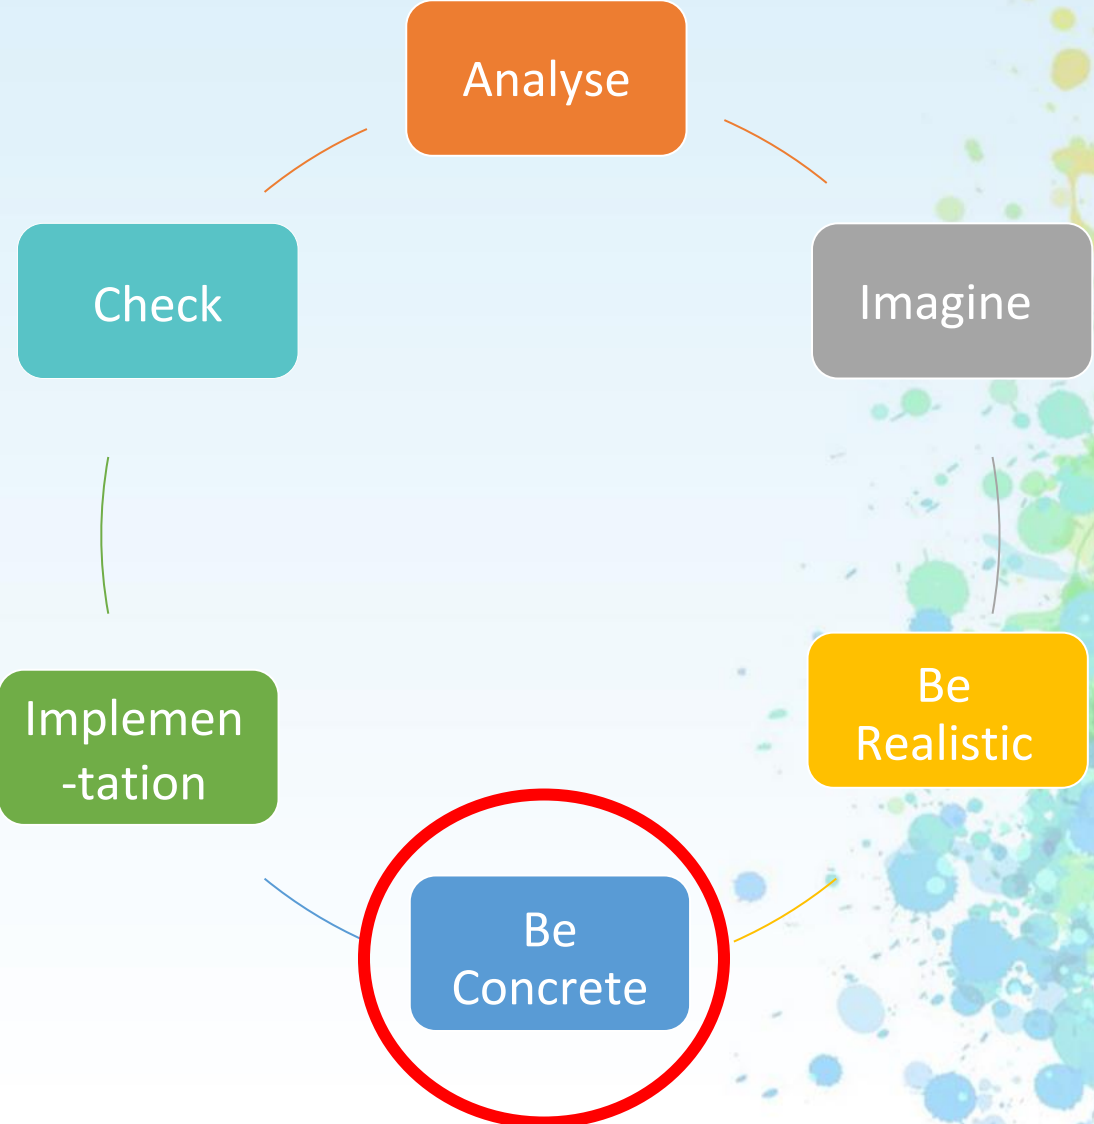 Analyse
Check
Imagine
Be
Realistic
Implemen
-tation
Be
Concrete